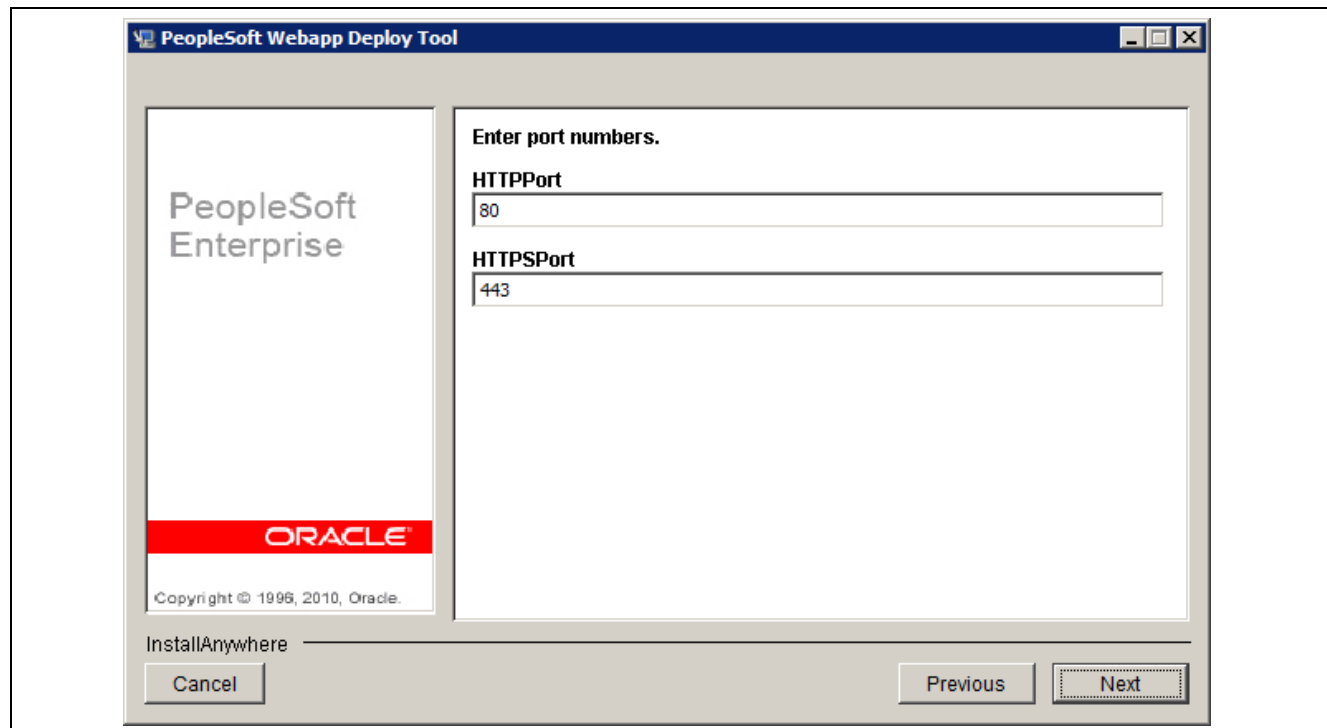 PeopleSoft Webapp Deploy Tool
PeopleSoft
Enterprise
ORACLE
Copyright © 1996, 2010, Oracle.
Enter port numbers.
HTTPPort
80
HTTPSPort
443
InstallAnywhere
Cancel
Previous
Next